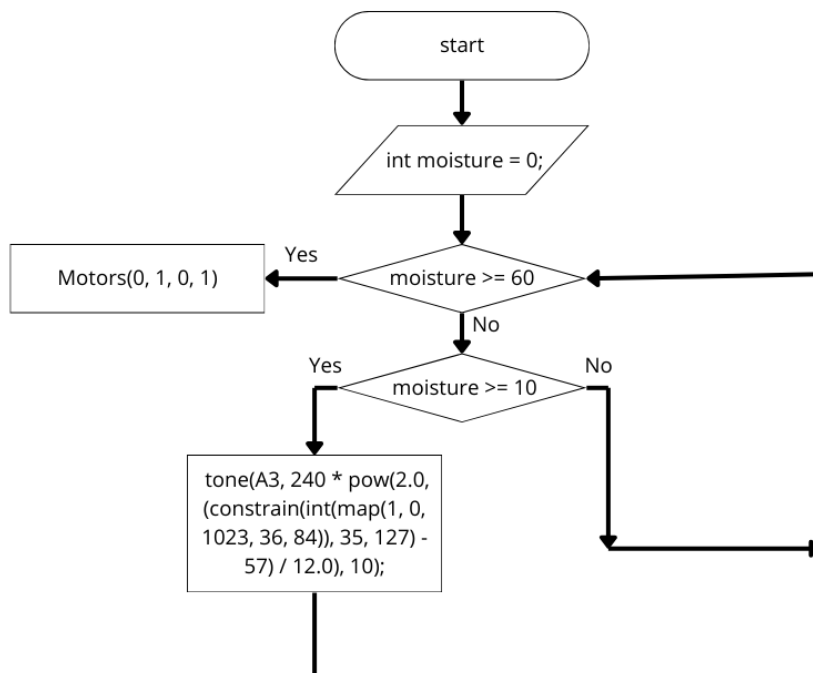 start
int moisture = 0;
Yes
Motors(0, 1, 0, 1)
moisture >= 60
No
Yes
moisture >= 10
No
tone(A3, 240 * pow(2.0,
(constrain(int(map(1, 0,
1023, 36, 84)), 35, 127) -
57) / 12.0), 10);